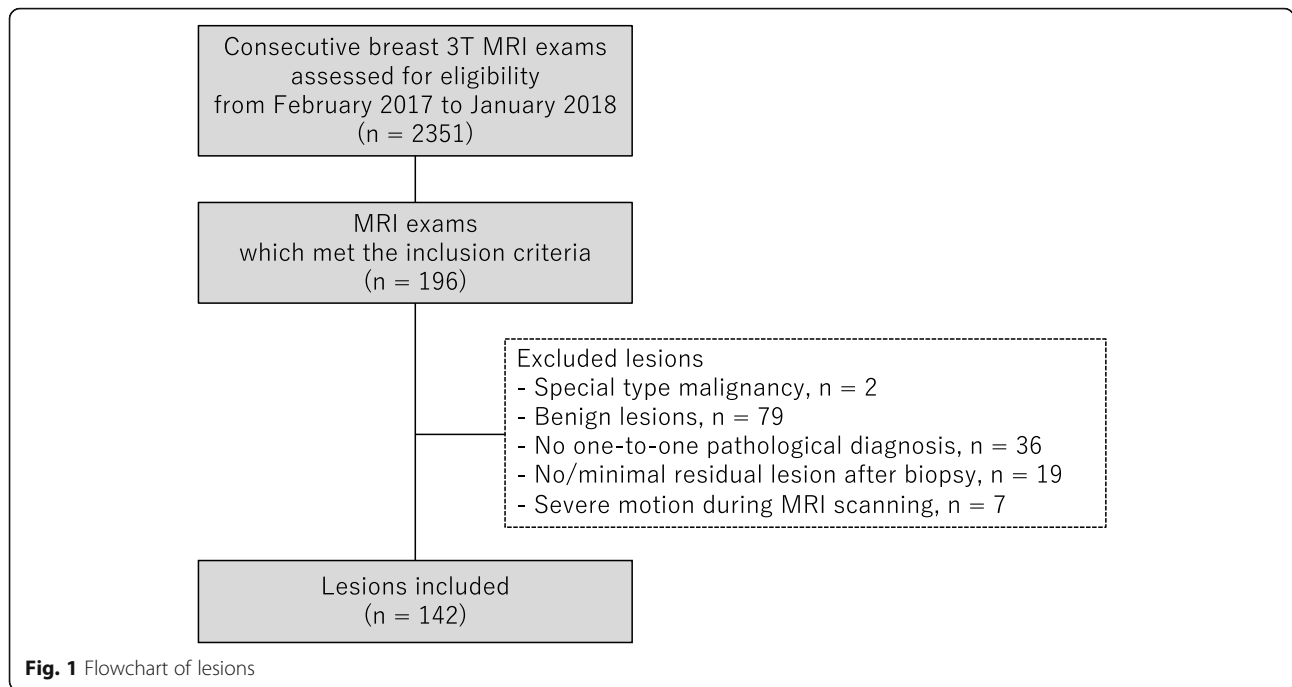 Consecutive breast 3T MRI exams
assessed for eligibility
from February 2017 to January 2018
(n = 2351)
MRI exams
which met the inclusion criteria
(n = 196)
Excluded lesions
- Special type malignancy, n = 2
- Benign lesions, n = 79
- No one-to-one pathological diagnosis, n = 36
- No/minimal residual lesion after biopsy, n = 19
- Severe motion during MRI scanning, n = 7
Lesions included
(n = 142)
Fig. 1 Flowchart of lesions